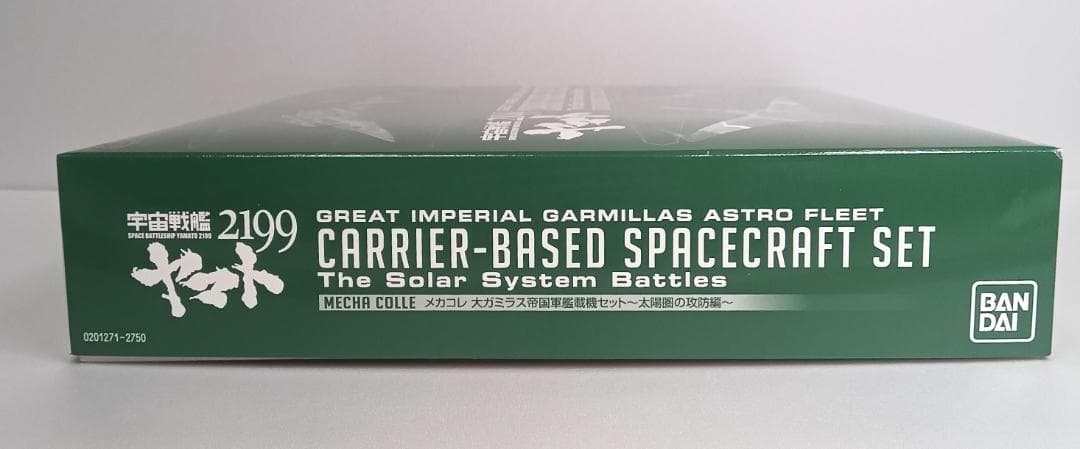 宇宙戦艦
SPACE BATTLESHIP YAMATO 2199
2199
ヤマト
GREAT IMPERIAL GARMILLAS ASTRO FLEET
CARRIER-BASED SPACECRAFT SET
The Solar System Battles
MECHA COLLE メカコレ 大ガミラス帝国軍艦載機セット〜太陽圏の攻防編〜
BAN
DAI
0201271-2750